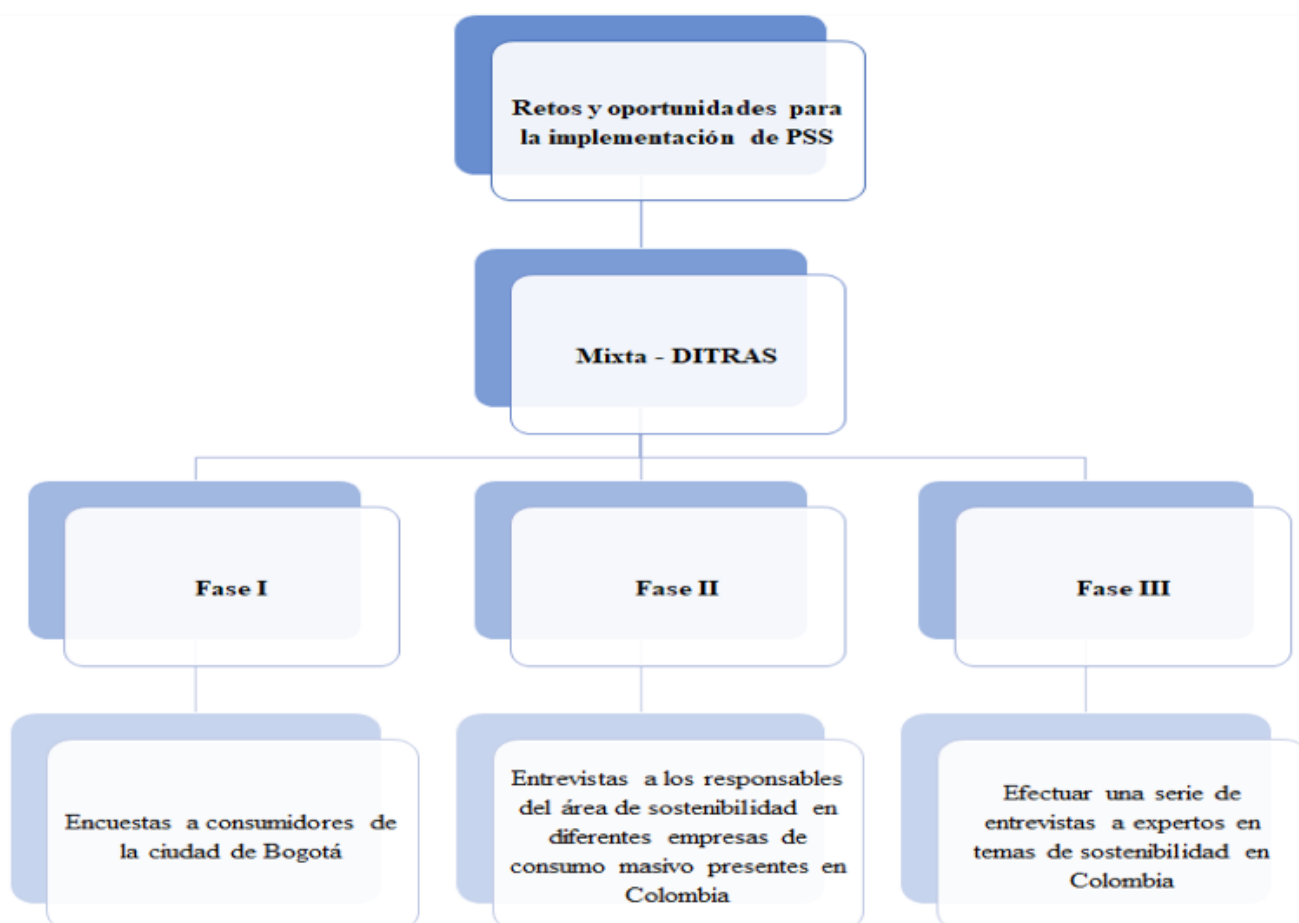 Retos y oportunidades para
la implementación de PSS
Mixta - DITRAS
Fase I
Fase II
Fase III
Encuestas a consumidores de
la ciudad de Bogotá
Entrevistas a los responsables
del área de sostenibilidad en
diferentes empresas de
consumo masivo presentes en
Colombia
Efectuar una serie de
entrevistas a expertos en
temas de sostenibilidad en
Colombia